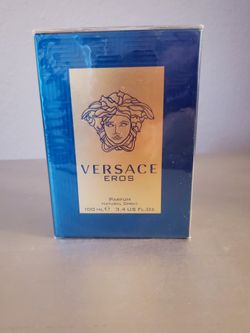 VERSACE
EROS
PARFUM
NATURAL SPRAY
100 ML ℮ 3.4 US FL.OZ.